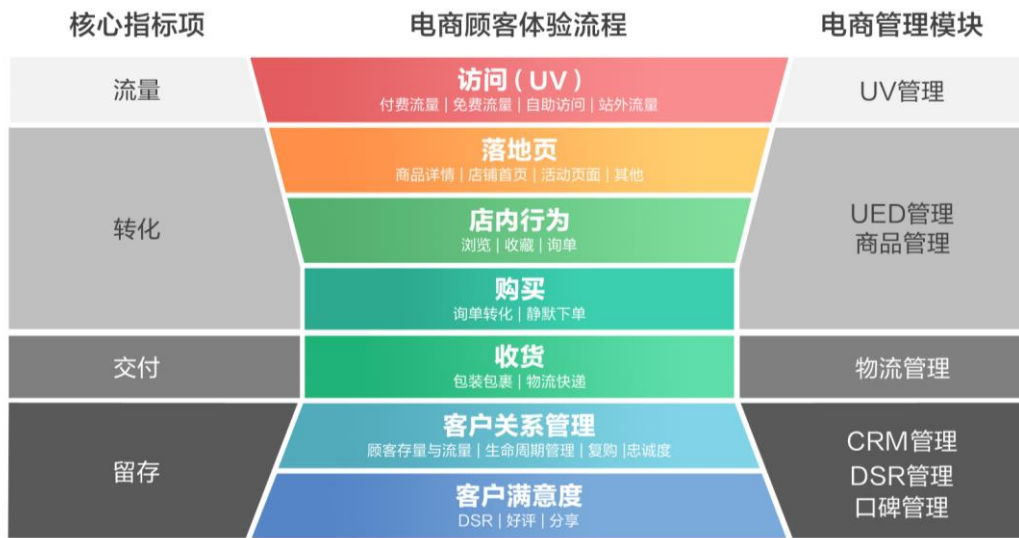 核心指标项 电商顾客体验流程 电商管理模块
流量 访问(UV) UV管理
付费流量 | 免费流量 | 自助访问 | 站外流量
落地页
商品详情 | 店铺首页 | 活动页面 | 其他
转化 店内行为 UED管理
浏览 | 收藏 | 询单 商品管理
购买
询单转化 | 静默下单
交付 收货 物流管理
包装包裹 | 物流快递
客户关系管理 CRM管理
顾客存量与流量 | 生命周期管理 | 复购 |忠诚度
留存 DSR管理
客户满意度 口碑管理
DSR | 好评 | 分享